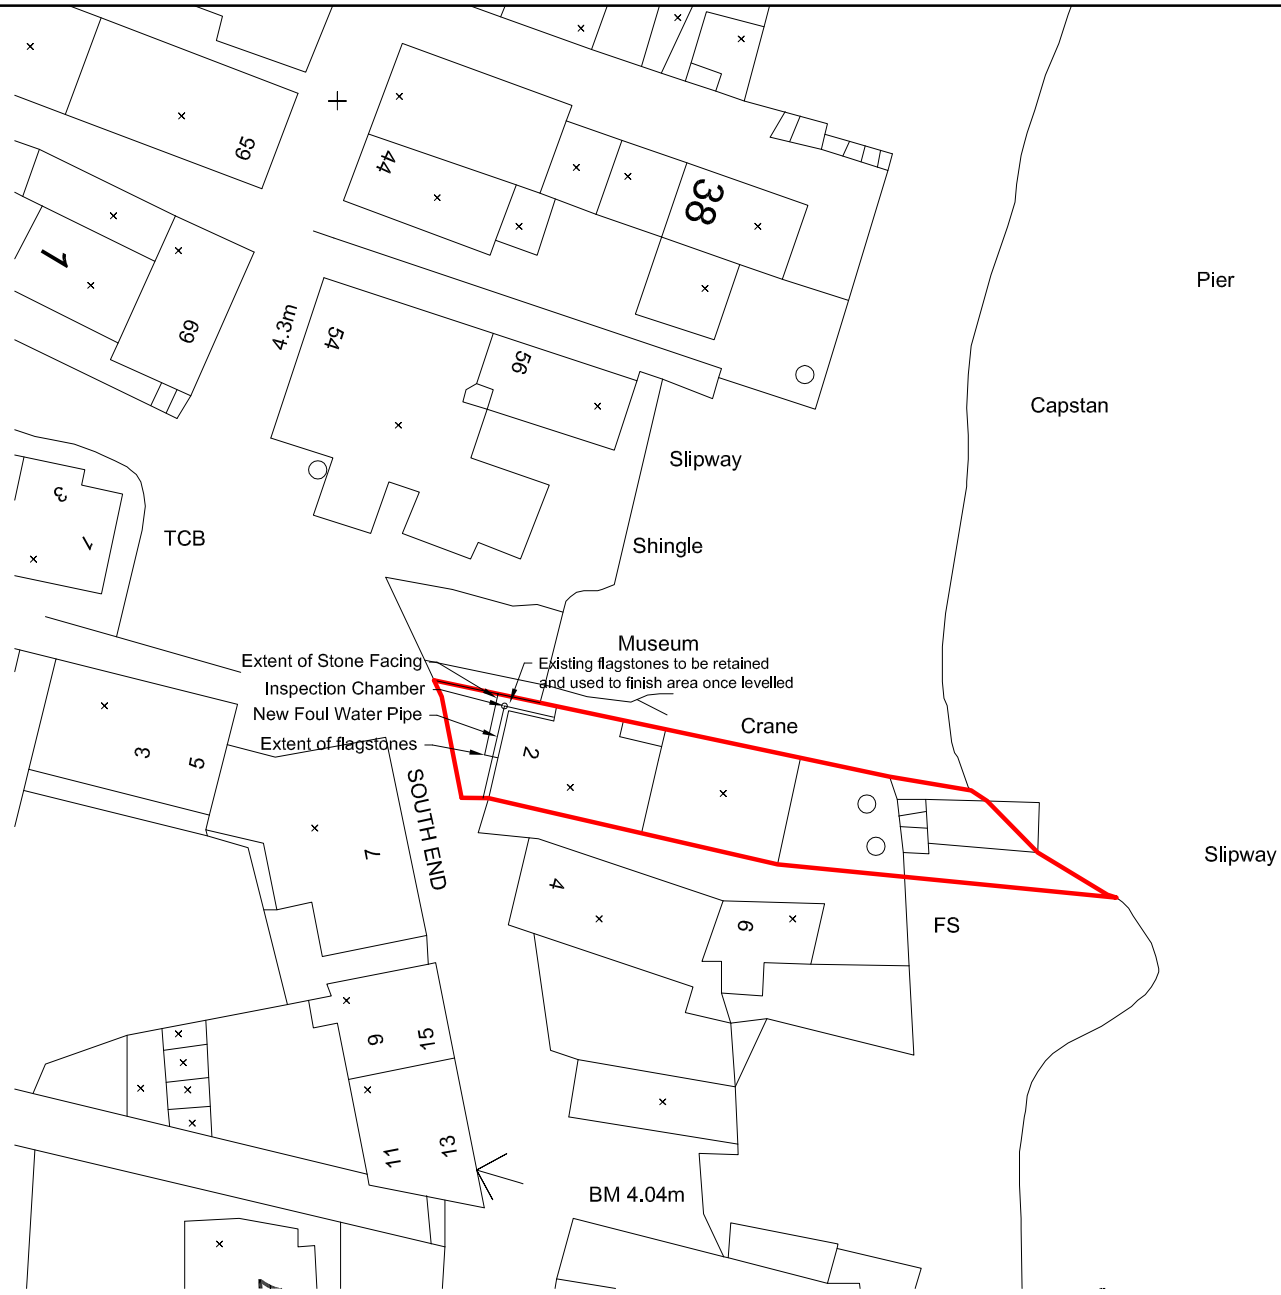 65
44
38
1
69
4.3m
54
56
Pier
Capstan
Slipway
3
7
TCB
Shingle
Museum
Extent of Stone Facing
Existing flagstones to be retained
and used to finish area once levelled
Inspection Chamber
New Foul Water Pipe
Extent of flagstones
Crane
3
5
2
SOUTH END
7
4
6
Slipway
FS
9
15
11
13
BM 4.04m